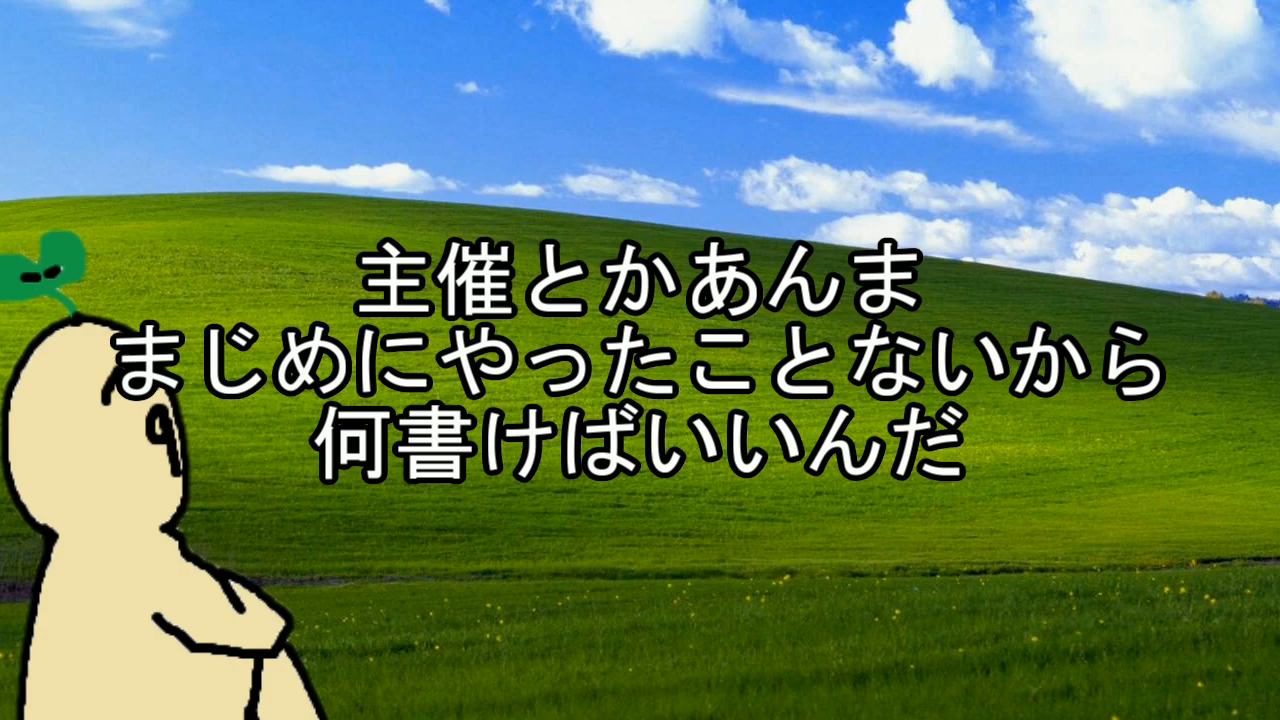 主催とかあんま
まじめにやったことないから
何書けばいいんだ